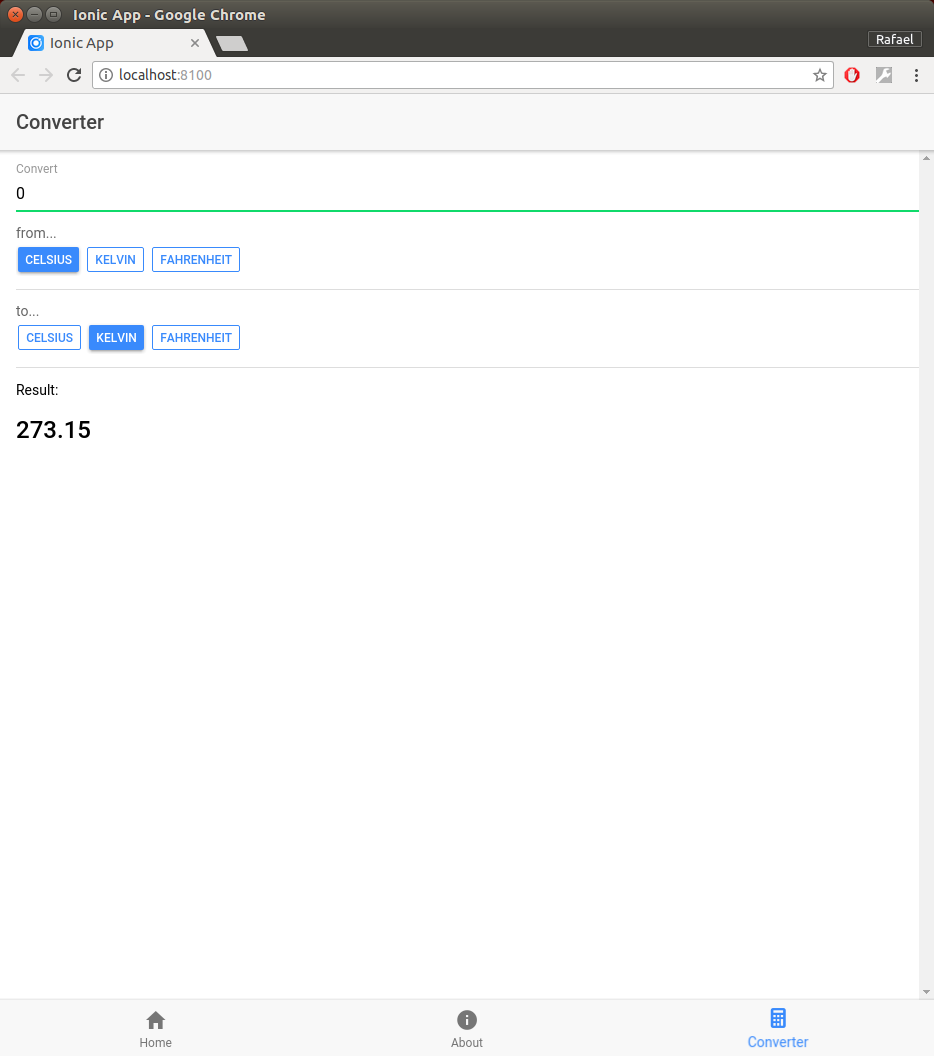 Ionic App - Google Chrome
Ionic App
Rafael
localhost:8100
Converter
Convert
0
from...
CELSIUS KELVIN FAHRENHEIT
to...
CELSIUS KELVIN FAHRENHEIT
Result:
273.15
Home About Converter